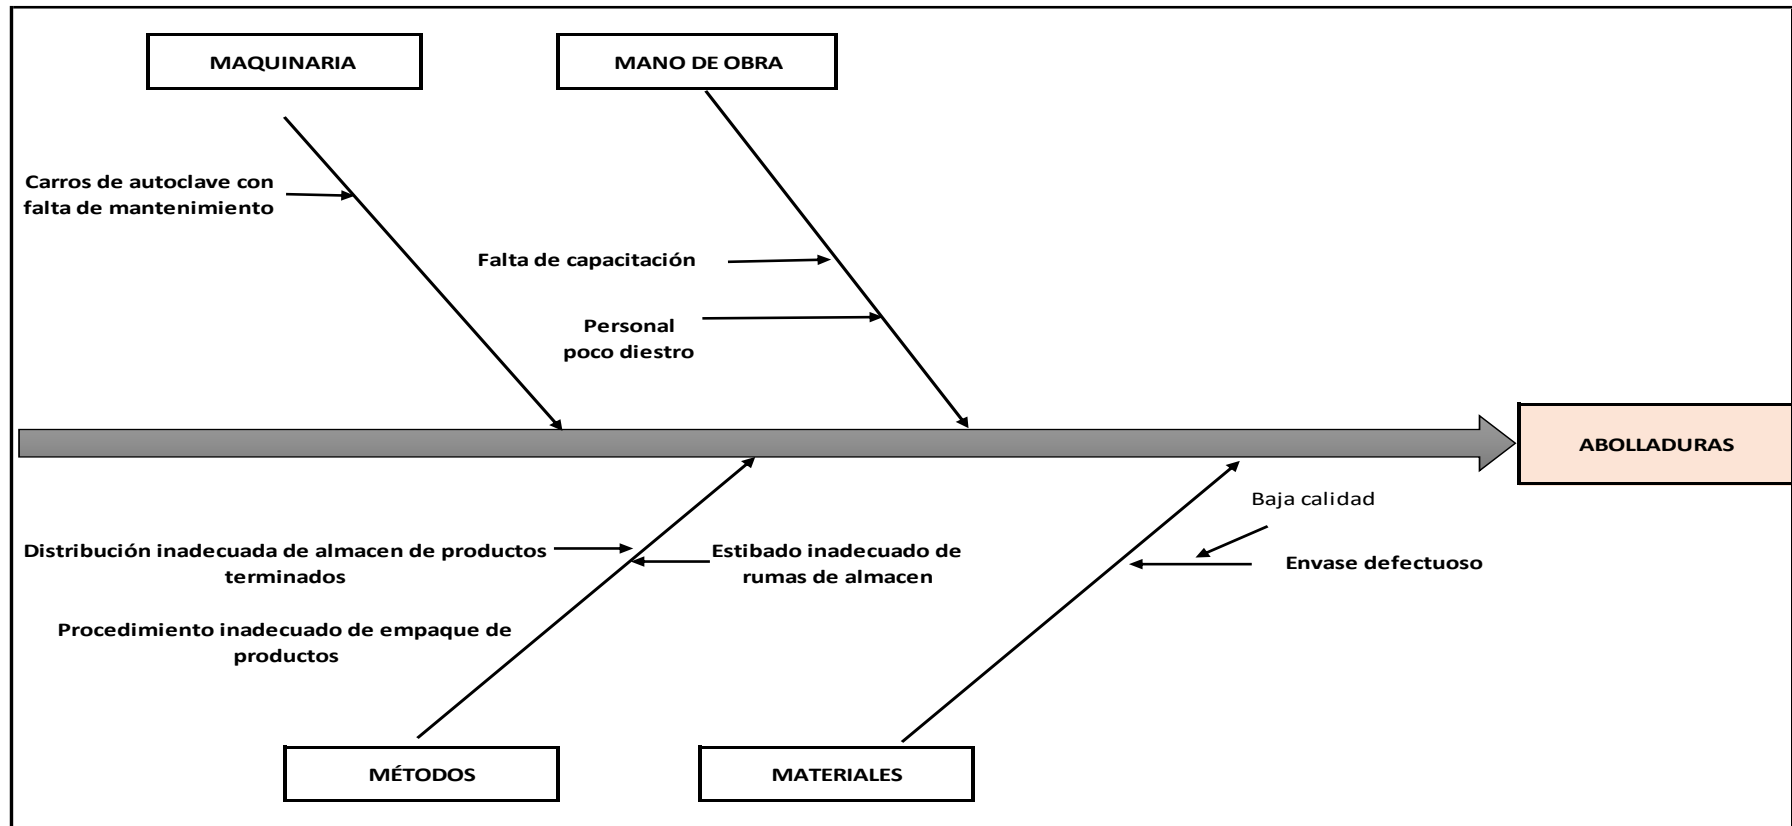 MAQUINARIA
MANO DE OBRA
Carros de autoclave con
falta de mantenimiento
Falta de capacitación
Personal
poco diestro
ABOLLADURAS
Baja calidad
Distribución inadecuada de almacen de productos
terminados
Estibado inadecuado de
rumas de almacen
Envase defectuoso
Procedimiento inadecuado de empaque de
productos
MÉTODOS
MATERIALES